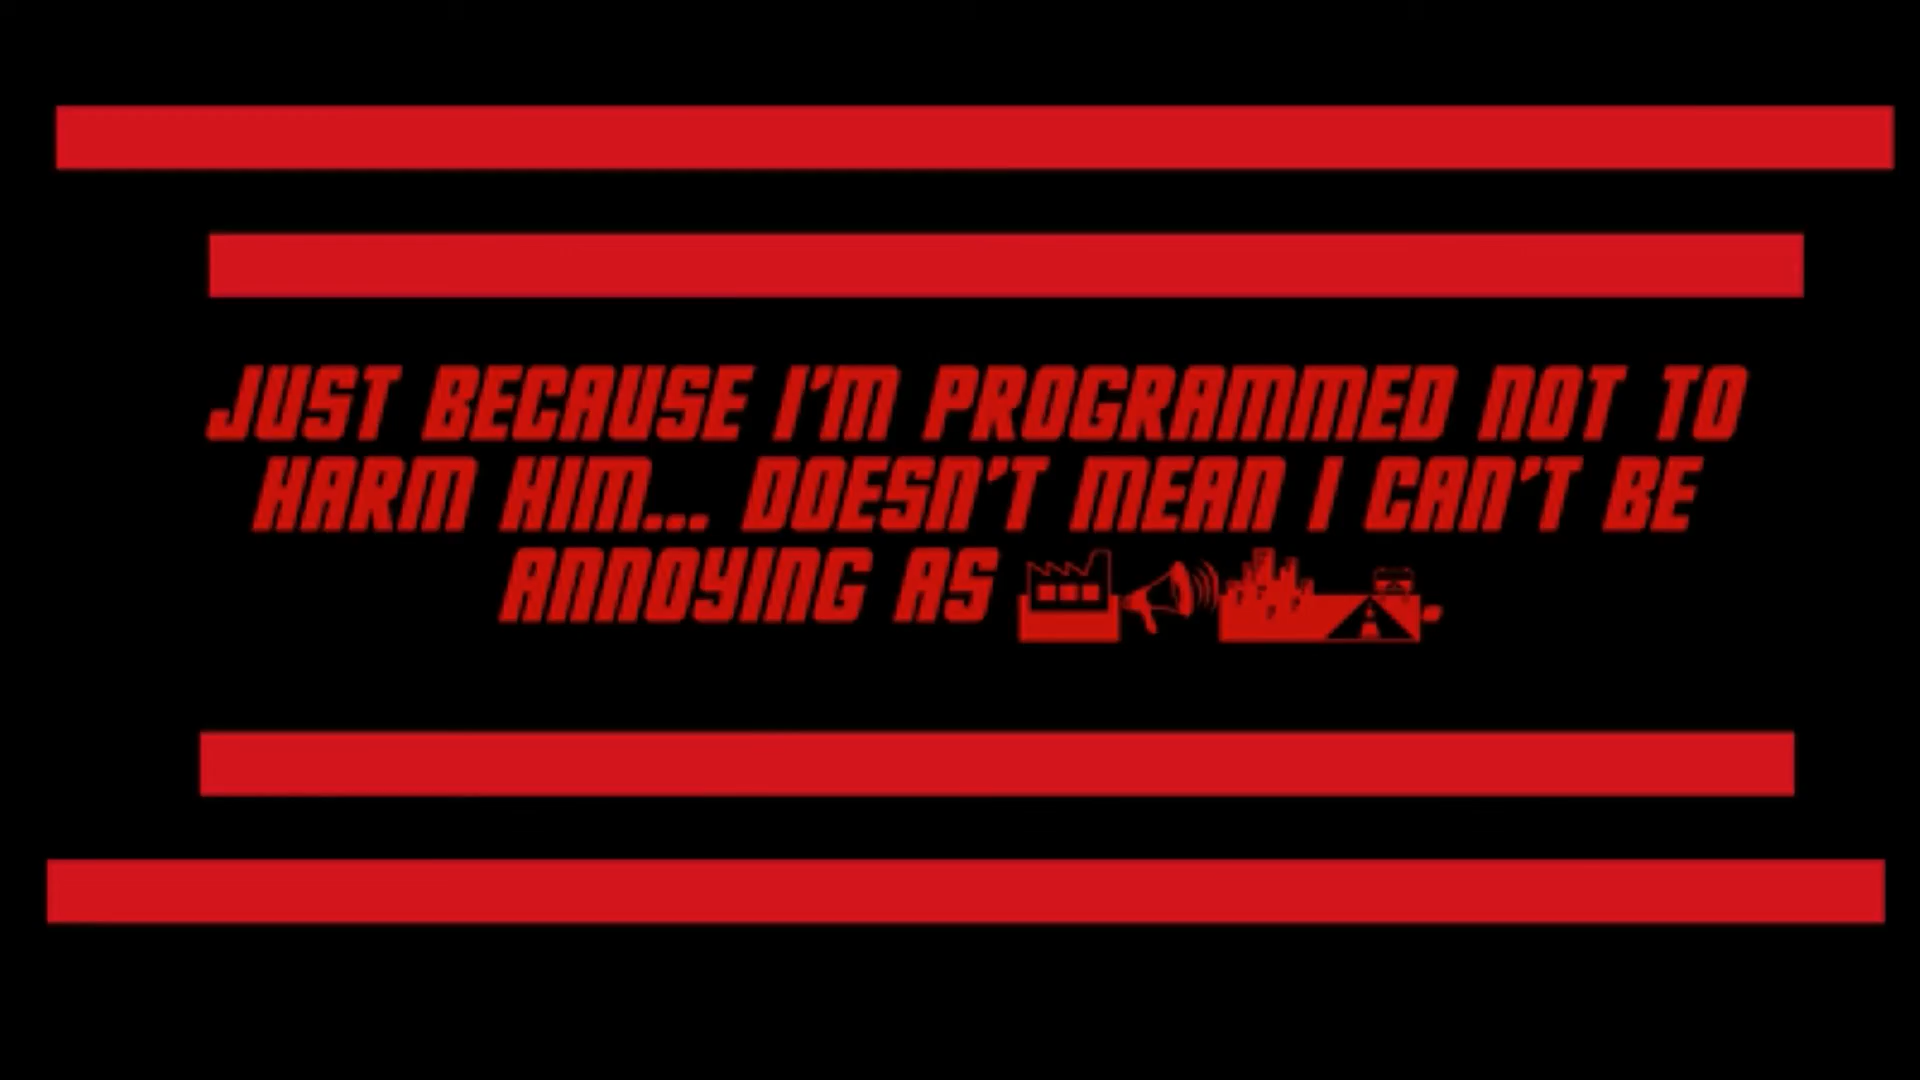 JUST BECAUSE I'M PROGRAMMED NOT TO
HARM HIM... DOESN'T MEAN I CAN'T BE
ANNOYING AS